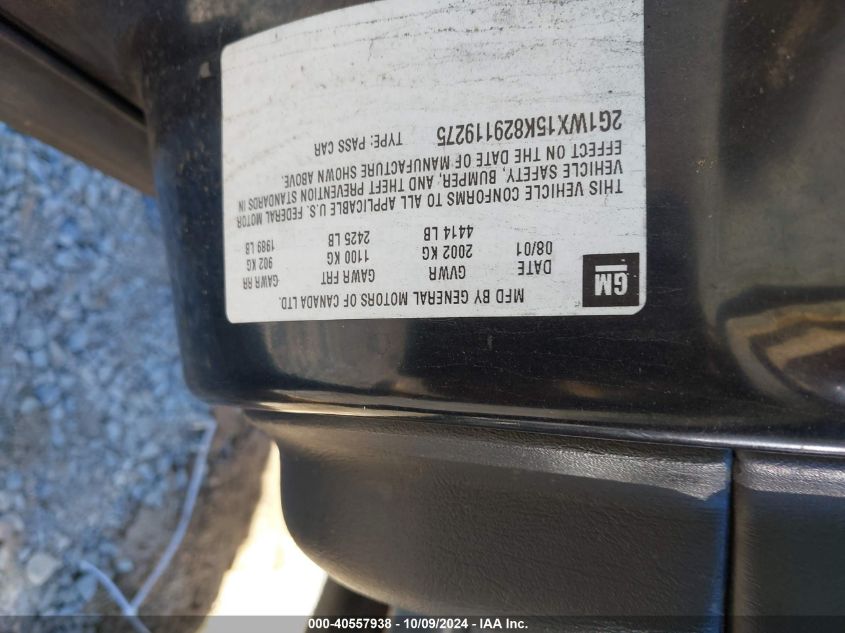 MFD BY GENERAL MOTORS OF CANADA LTD.
GM
DATE GVWR GAWR FRT GAWR RR
08/01 2002 KG 1100 KG 902 KG
4414 LB 2425 LB 1989 LB
THIS VEHICLE CONFORMS TO ALL APPLICABLE U.S. FEDERAL MOTOR
VEHICLE SAFETY, BUMPER, AND THEFT PREVENTION STANDARDS IN
EFFECT ON THE DATE OF MANUFACTURE SHOWN ABOVE.
2G1WX15K829119275 TYPE: PASS CAR
000-40557938 - 10/09/2024 - IAA Inc.